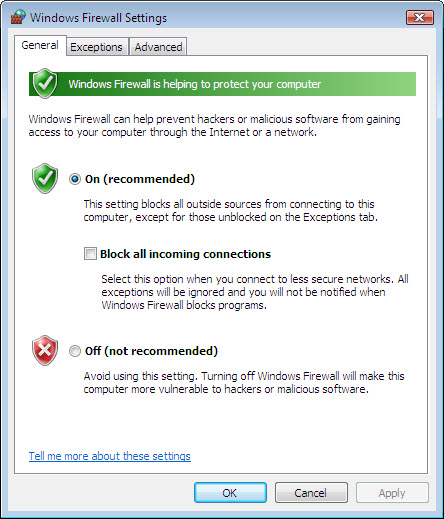 Windows Firewall Settings
General
Exceptions
Advanced
Windows Firewall is helping to protect your computer
Windows Firewall can help prevent hackers or malicious software from gaining
access to your computer through the Internet or a network.
On (recommended)
This setting blocks all outside sources from connecting to this
computer, except for those unblocked on the Exceptions tab.
Block all incoming connections
Select this option when you connect to less secure networks. All
exceptions will be ignored and you will not be notified when
Windows Firewall blocks programs.
Off (not recommended)
Avoid using this setting. Turning off Windows Firewall will make this
computer more vulnerable to hackers or malicious software.
Tell me more about these settings
OK
Cancel
Apply